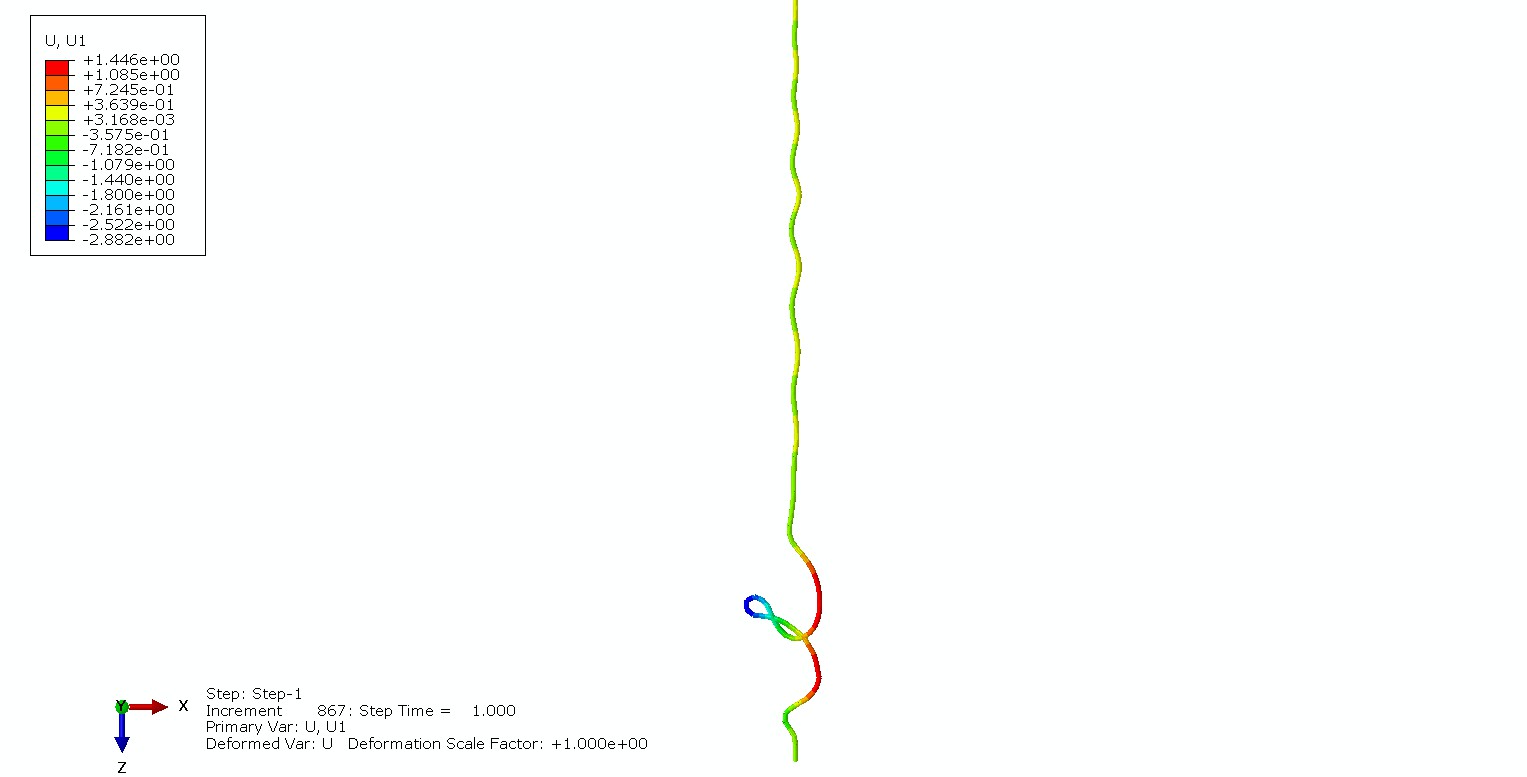 U, U1
+1.446e+00
+1.085e+00
+7.245e-01
+3.639e-01
+3.168e-03
-3.575e-01
-7.182e-01
-1.079e+00
-1.440e+00
-1.800e+00
-2.161e+00
-2.522e+00
-2.882e+00
Y
X
Z
Step: Step-1
Increment 867: Step Time = 1.000
Primary Var: U, U1
Deformed Var: U Deformation Scale Factor: +1.000e+00